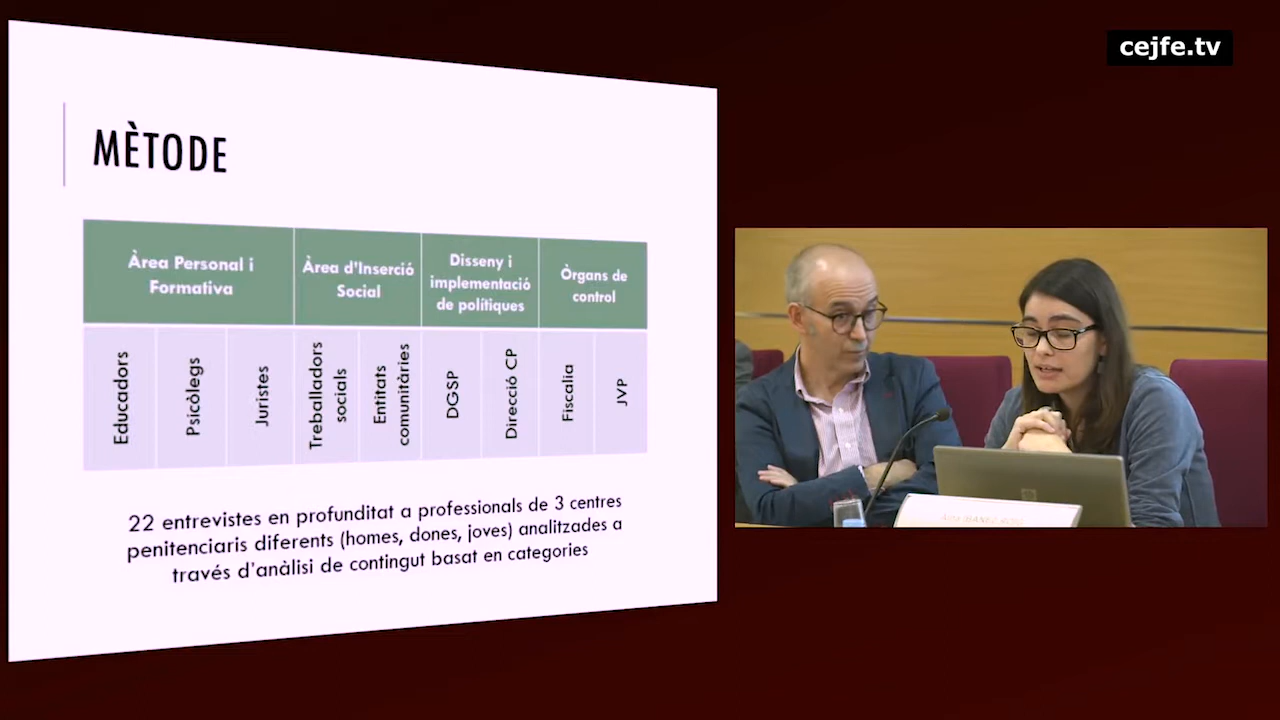 cejfe.tv
MÈTODE
Àrea Personal i
Formativa
Àrea d'Inserció
Social
Disseny i
implementació
de polítiques
Òrgans de
control
Educadors
Psicòlegs
Juristes
Treballadors
socials
Entitats
comunitàries
DGSP
Direcció CP
Fiscalia
JVP
22 entrevistes en profunditat a professionals de 3 centres
penitenciaris diferents (homes, dones, joves) analitzades a
través d'anàlisi de contingut basat en categories